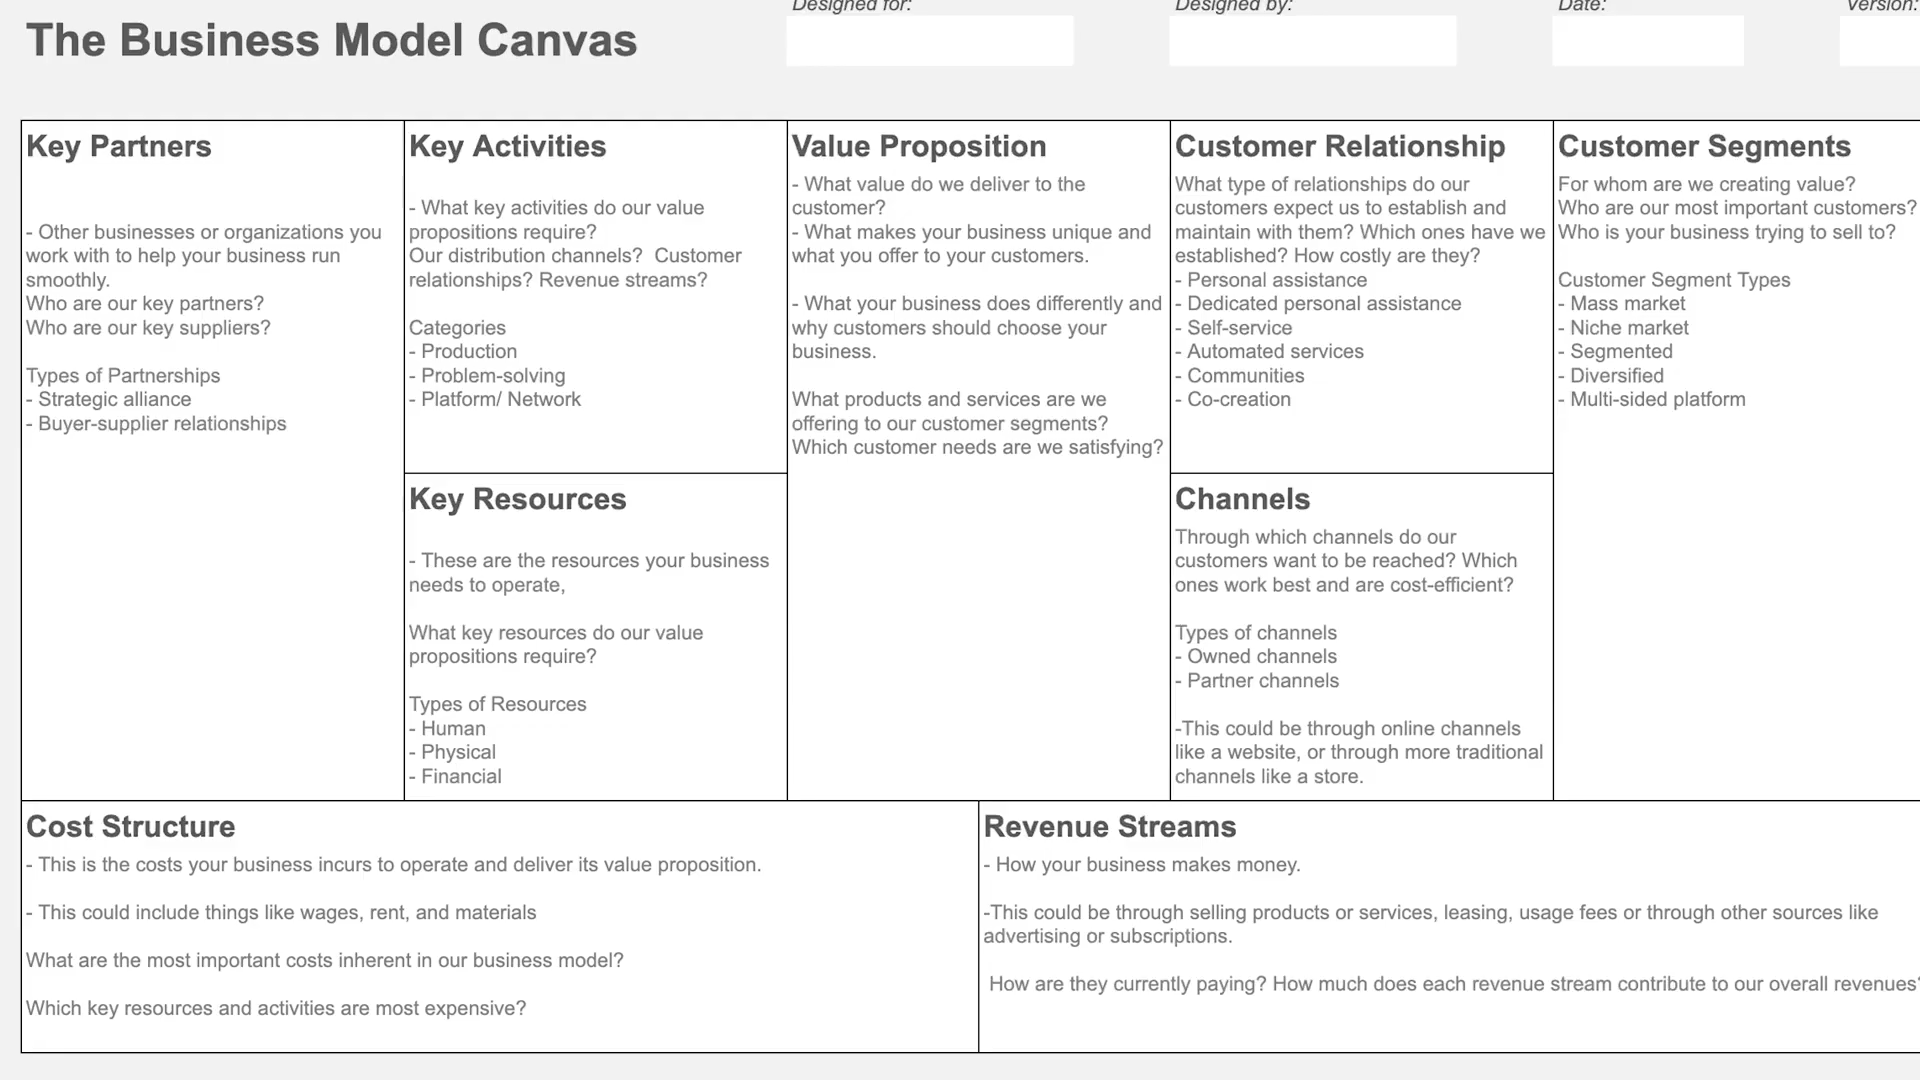 Designed for:
Designed by:
Date:
Version:
The Business Model Canvas
Key Partners
- Other businesses or organizations you
work with to help your business run
smoothly.
Who are our key partners?
Who are our key suppliers?
Types of Partnerships
- Strategic alliance
- Buyer-supplier relationships
Key Activities
- What key activities do our value
propositions require?
Our distribution channels?  Customer
relationships? Revenue streams?
Categories
- Production
- Problem-solving
- Platform/ Network
Key Resources
- These are the resources your business
needs to operate,
What key resources do our value
propositions require?
Types of Resources
- Human
- Physical
- Financial
Value Proposition
- What value do we deliver to the
customer?
- What makes your business unique and
what you offer to your customers.
- What your business does differently and
why customers should choose your
business.
What products and services are we
offering to our customer segments?
Which customer needs are we satisfying?
Customer Relationship
What type of relationships do our
customers expect us to establish and
maintain with them? Which ones have we
established? How costly are they?
- Personal assistance
- Dedicated personal assistance
- Self-service
- Automated services
- Communities
- Co-creation
Channels
Through which channels do our
customers want to be reached? Which
ones work best and are cost-efficient?
Types of channels
- Owned channels
- Partner channels
-This could be through online channels
like a website, or through more traditional
channels like a store.
Customer Segments
For whom are we creating value?
Who are our most important customers?
Who is your business trying to sell to?
Customer Segment Types
- Mass market
- Niche market
- Segmented
- Diversified
- Multi-sided platform
Cost Structure
- This is the costs your business incurs to operate and deliver its value proposition.
- This could include things like wages, rent, and materials
What are the most important costs inherent in our business model?
Which key resources and activities are most expensive?
Revenue Streams
- How your business makes money.
-This could be through selling products or services, leasing, usage fees or through other sources like
advertising or subscriptions.
How are they currently paying? How much does each revenue stream contribute to our overall revenues?